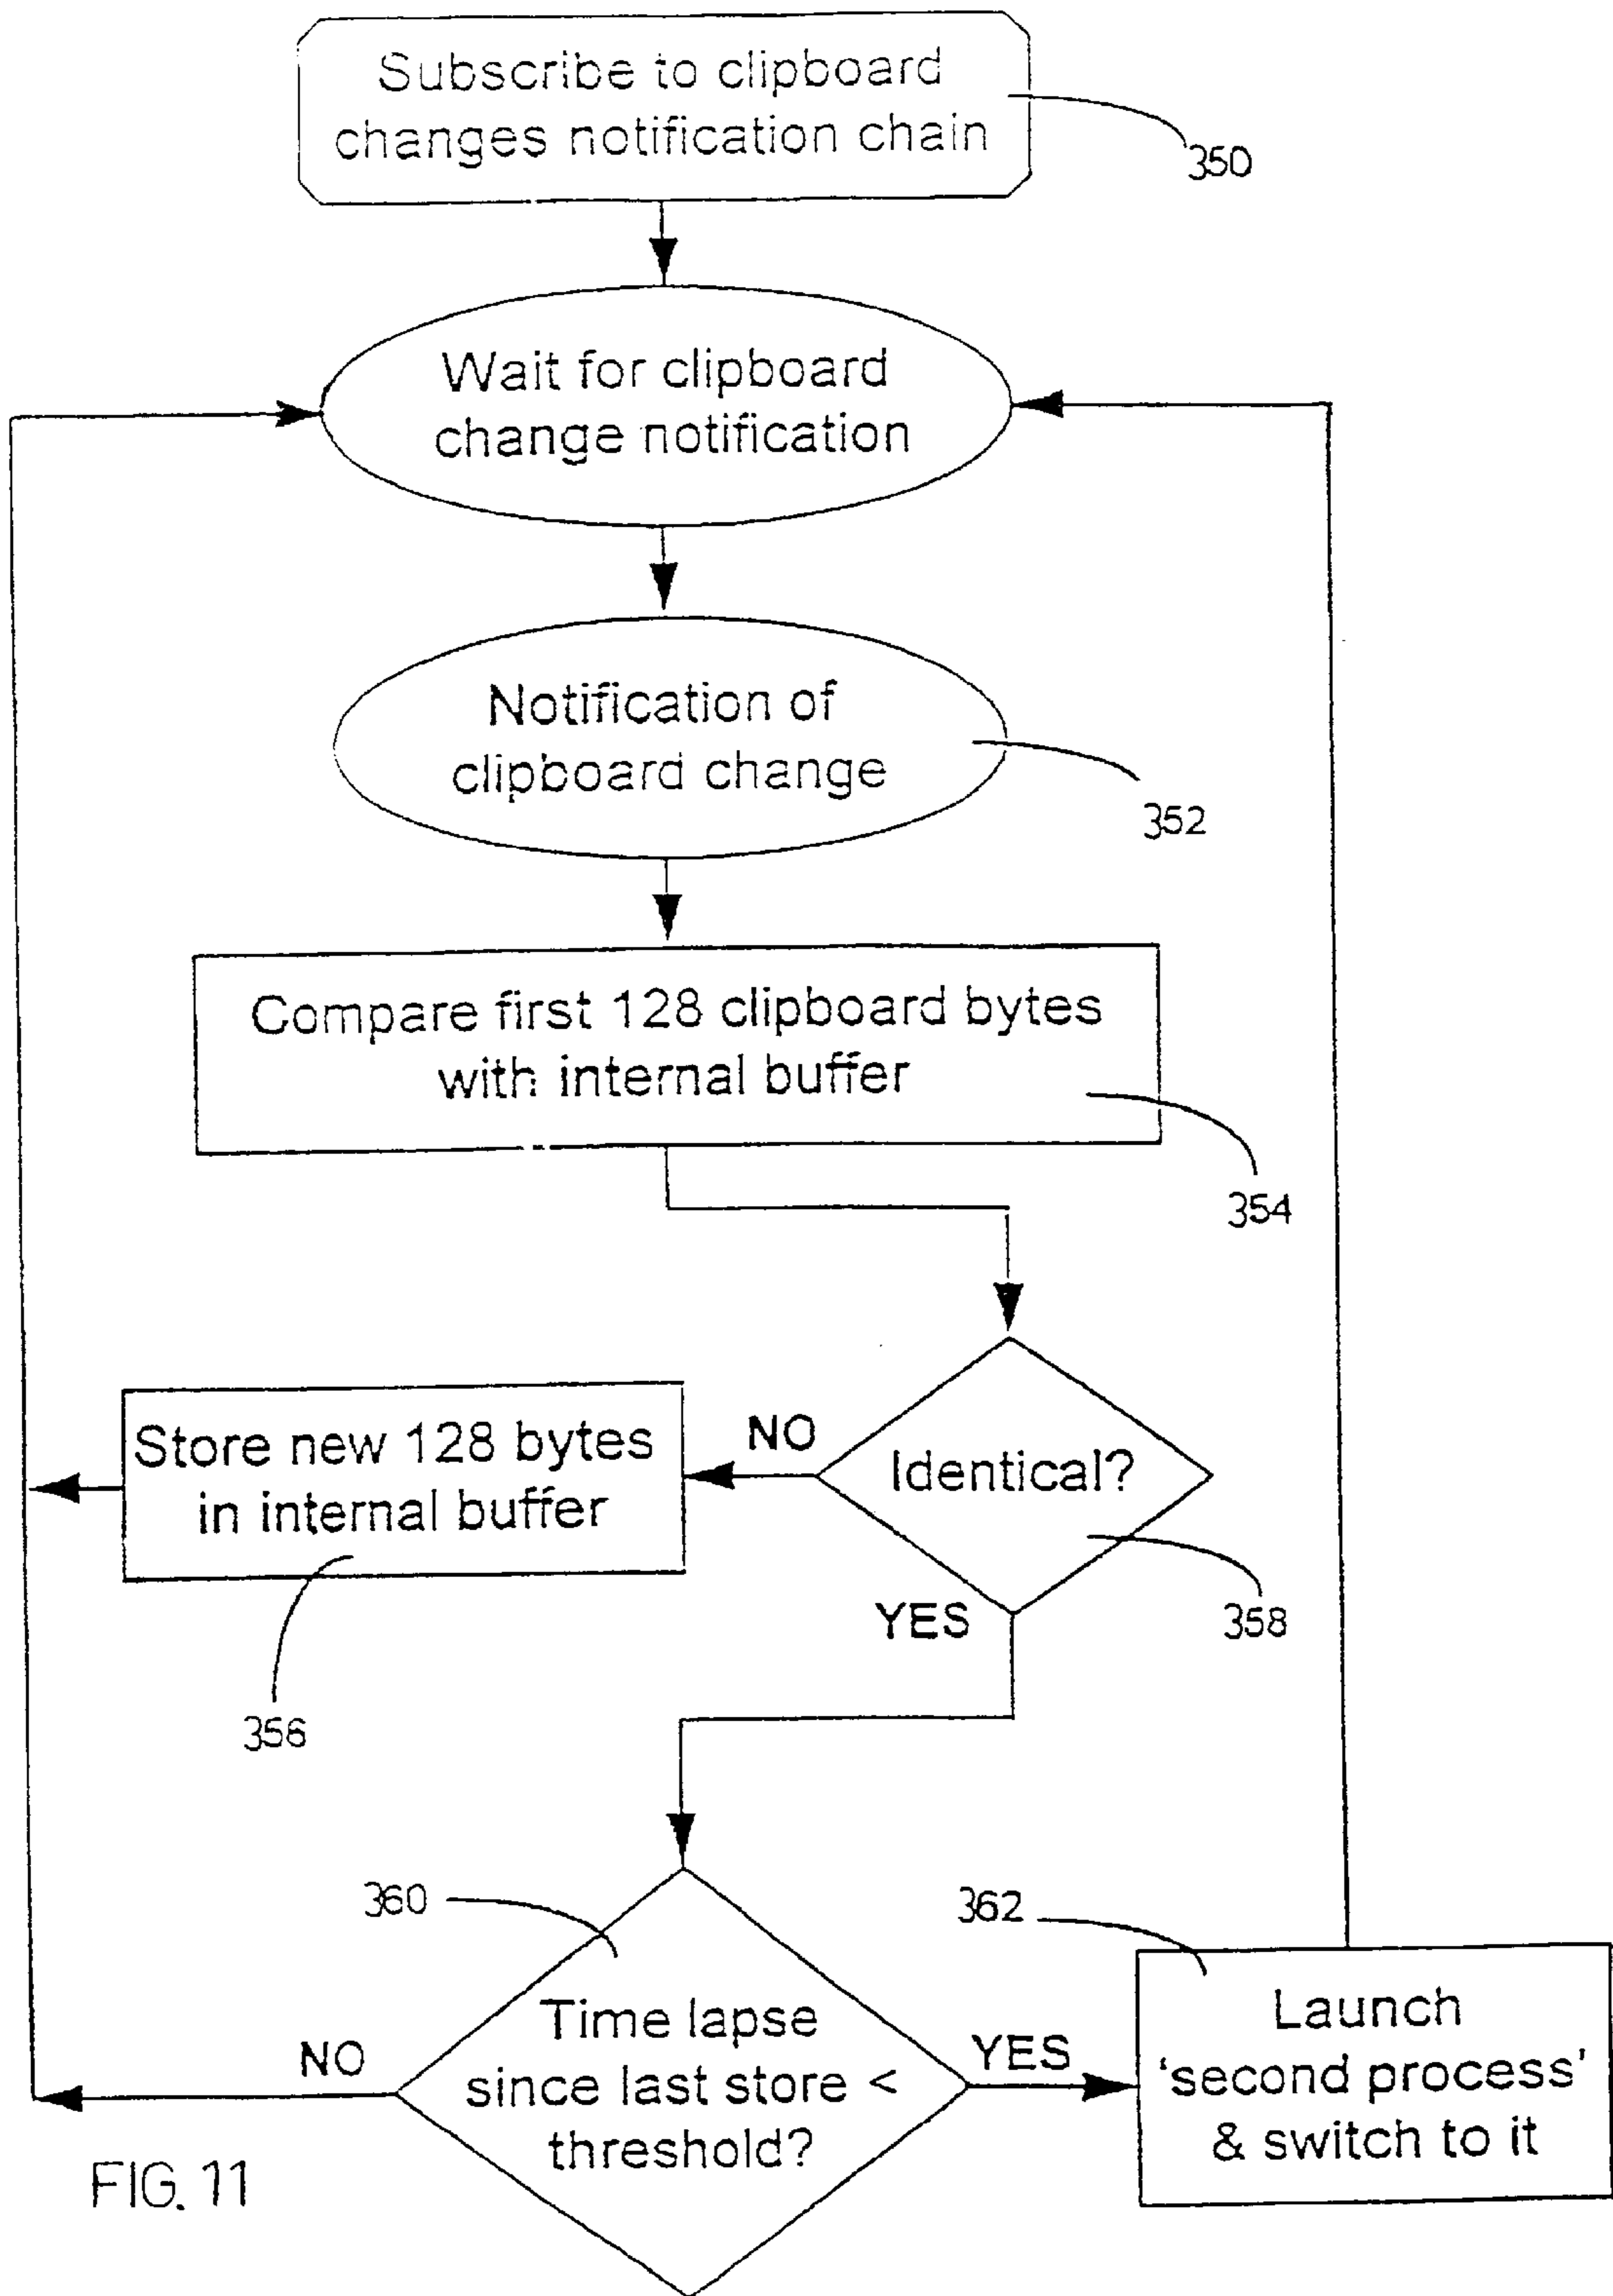 Subscribe to clipboard
changes notification chain
350
Wait for clipboard
change notification
Notification of
clipboard change
352
Compare first 128 clipboard bytes
with internal buffer
354
Store new 128 bytes
in internal buffer
NO
Identical?
356
YES
358
360
362
Time lapse
since last store <
threshold?
NO
YES
Launch
‘second process’
& switch to it
FIG. 11